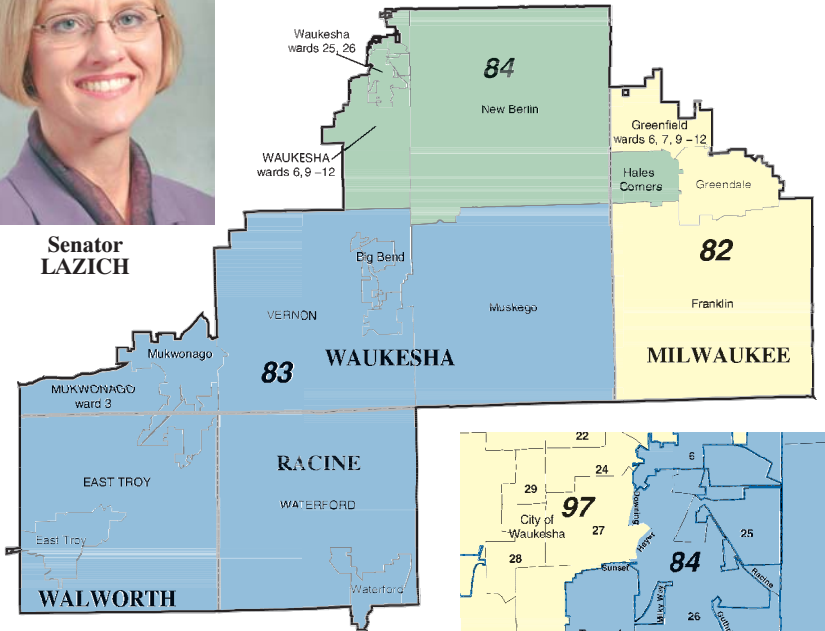 Waukesha
wards 25, 26
84
New Berlin
WAUKESHA
wards 6, 9 –12
Greenfield
wards 6, 7, 9 –12
Hales
Corners
Greendale
Senator
LAZICH
82
Big Bend
VERNON
Muskego
Franklin
Mukwonago
WAUKESHA
MILWAUKEE
83
MUKWONAGO
ward 3
RACINE
EAST TROY
WATERFORD
East Troy
Waterford
WALWORTH
22
6
24
29
97
City of
Waukesha
27
25
28
Sunset
84
Racine
26